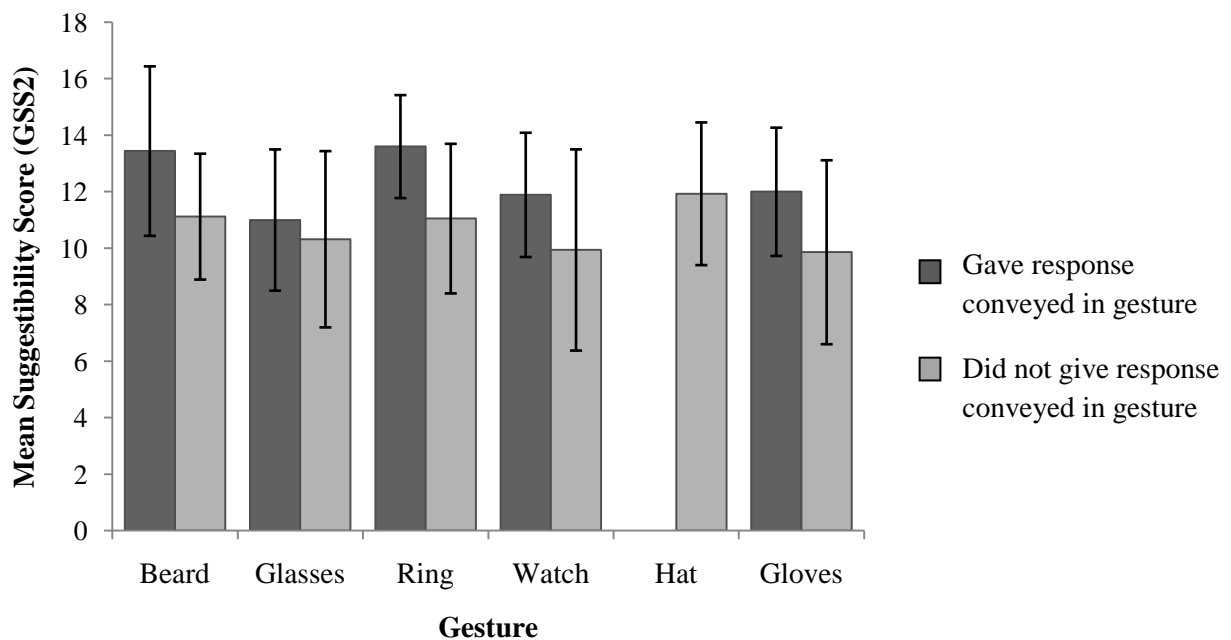 Mean Suggestibility Score (GSS2)
18
16
14
12
10
8
6
4
2
0
Beard Glasses Ring Watch Hat Gloves
Gesture
Gave response
conveyed in gesture
Did not give response
conveyed in gesture